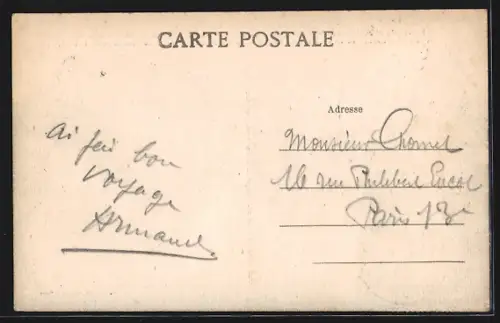 CARTE POSTALE
Ai fait bon
voyage
Armand.
Adresse
Monsieur Chomel
16 rue Philibert Lucot
Paris 13e